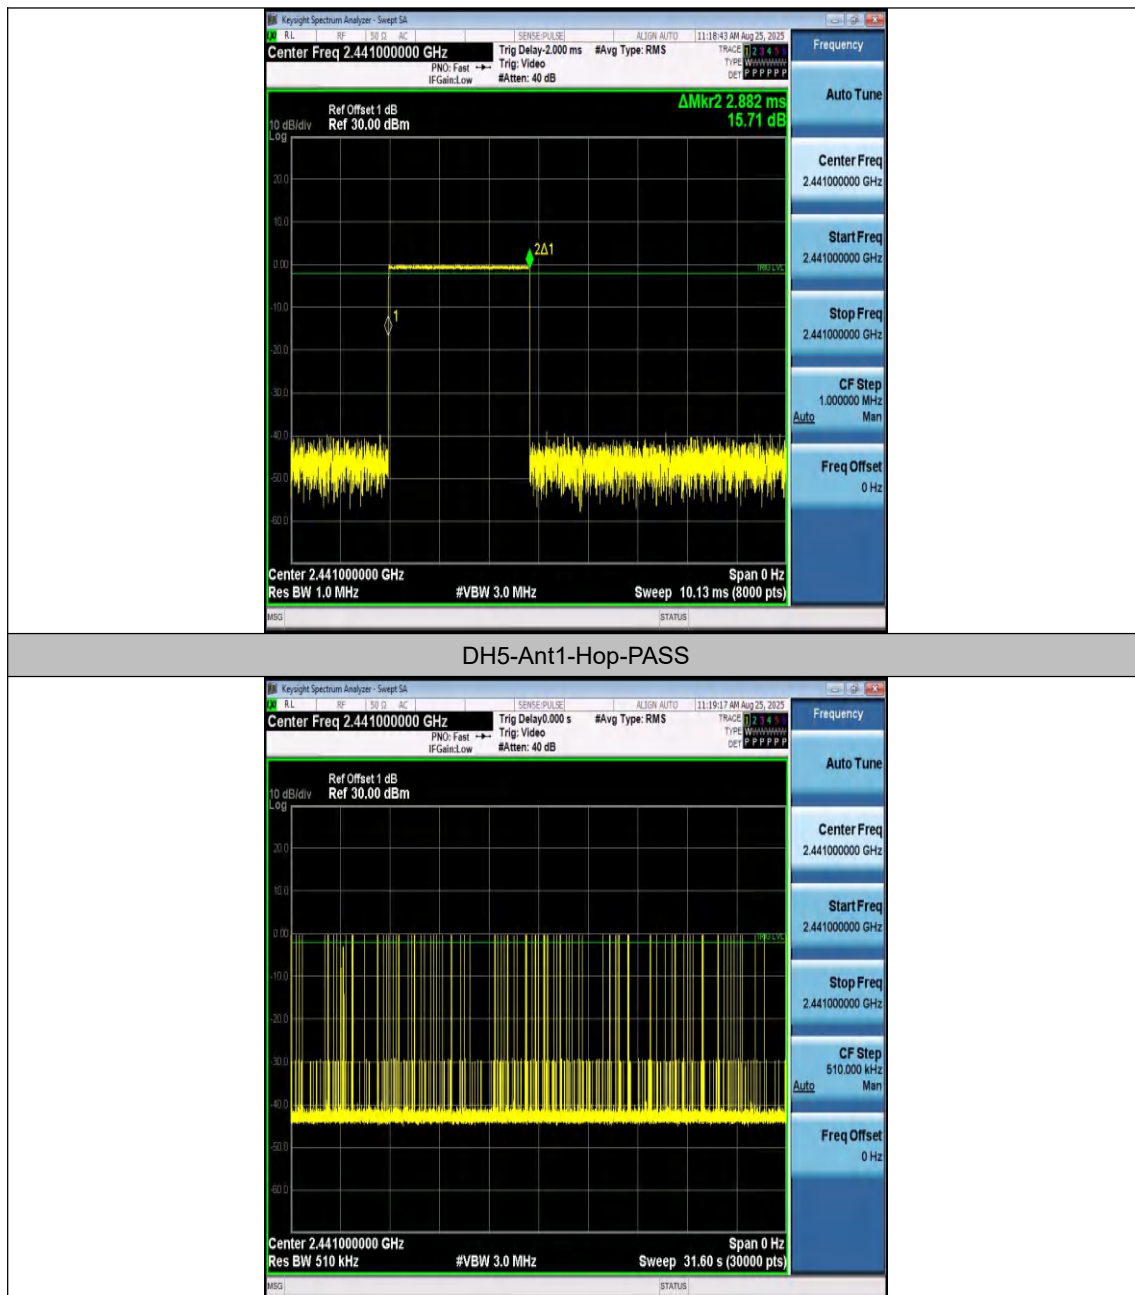 Keysight Spectrum Analyzer - Swept SA
RL RF 50 Ω AC SENSE:PULSE ALIGN AUTO 11:18:43 AM Aug 25, 2025
Center Freq 2.441000000 GHz
PNO: Fast
IFGain:Low
Trig Delay-2.000 ms
Trig: Video
#Atten: 40 dB
#Avg Type: RMS
TRACE 1 2 3 4 5 6
TYPE W
DET P P P P P P
Frequency
Auto Tune
ΔMkr2 2.882 ms
15.71 dB
Ref Offset 1 dB
10 dB/div Ref 30.00 dBm
Log
20.0
10.0
0.00
-10.0
-20.0
-30.0
-40.0
-50.0
-60.0
2Δ1
TRIG LVL
1
Center Freq
2.441000000 GHz
Start Freq
2.441000000 GHz
Stop Freq
2.441000000 GHz
CF Step
1.000000 MHz
Auto Man
Freq Offset
0 Hz
Center 2.441000000 GHz Span 0 Hz
Res BW 1.0 MHz #VBW 3.0 MHz Sweep 10.13 ms (8000 pts)
MSG STATUS
DH5-Ant1-Hop-PASS
Keysight Spectrum Analyzer - Swept SA
RL RF 50 Ω AC SENSE:PULSE ALIGN AUTO 11:19:17 AM Aug 25, 2025
Center Freq 2.441000000 GHz
PNO: Fast
IFGain:Low
Trig Delay0.000 s
Trig: Video
#Atten: 40 dB
#Avg Type: RMS
TRACE 1 2 3 4 5 6
TYPE W
DET P P P P P P
Frequency
Auto Tune
Ref Offset 1 dB
10 dB/div Ref 30.00 dBm
Log
20.0
10.0
0.00
-10.0
-20.0
-30.0
-40.0
-50.0
-60.0
TRIG LVL
Center Freq
2.441000000 GHz
Start Freq
2.441000000 GHz
Stop Freq
2.441000000 GHz
CF Step
510.000 kHz
Auto Man
Freq Offset
0 Hz
Center 2.441000000 GHz Span 0 Hz
Res BW 510 kHz #VBW 3.0 MHz Sweep 31.60 s (30000 pts)
MSG STATUS